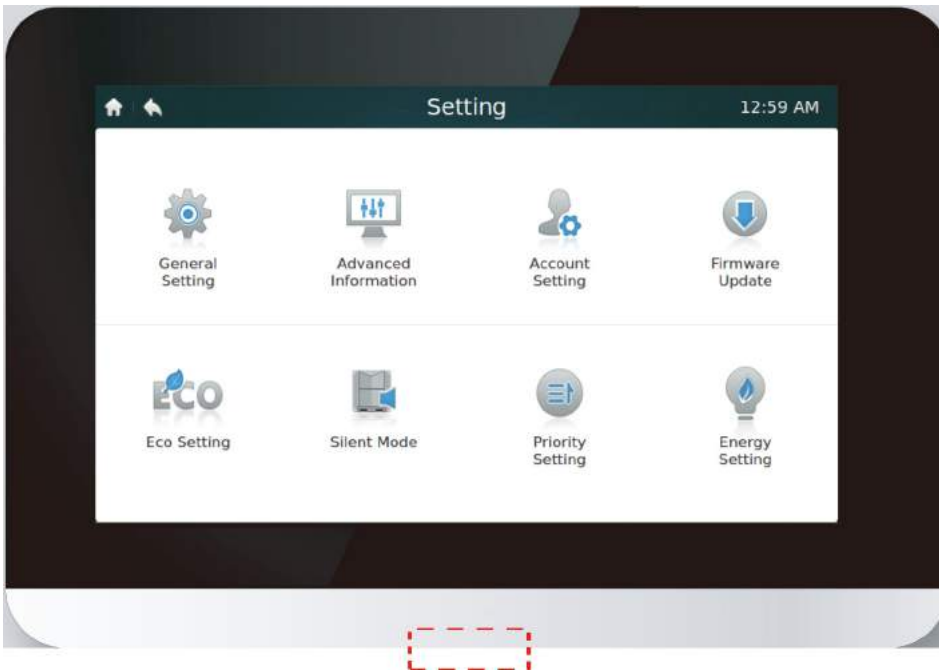 Setting
12:59 AM
General
Setting
Advanced
Information
Account
Setting
Firmware
Update
ECO
Eco Setting
Silent Mode
Priority
Setting
Energy
Setting